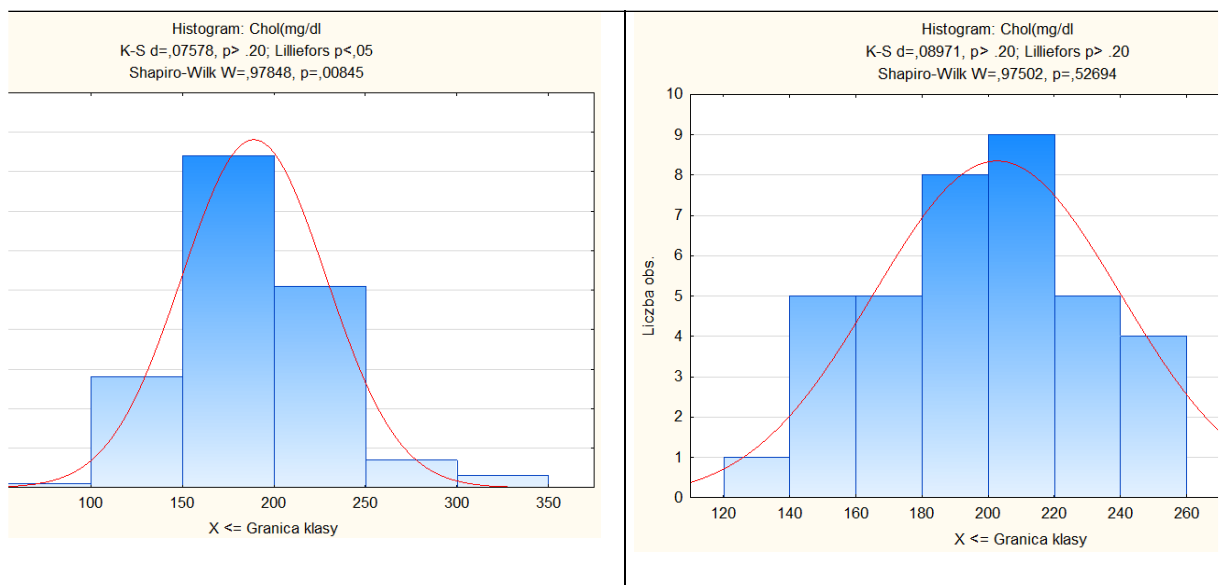 Histogram: Chol(mg/dl
K-S d=,07578, p> .20; Lilliefors p<,05
Shapiro-Wilk W=,97848, p=,00845
100 150 200 250 300 350
X <= Granica klasy
Histogram: Chol(mg/dl
K-S d=,08971, p> .20; Lilliefors p> .20
Shapiro-Wilk W=,97502, p=,52694
10
9
8
7
6
5
4
3
2
1
0
Liczba obs.
120 140 160 180 200 220 240 260
X <= Granica klasy